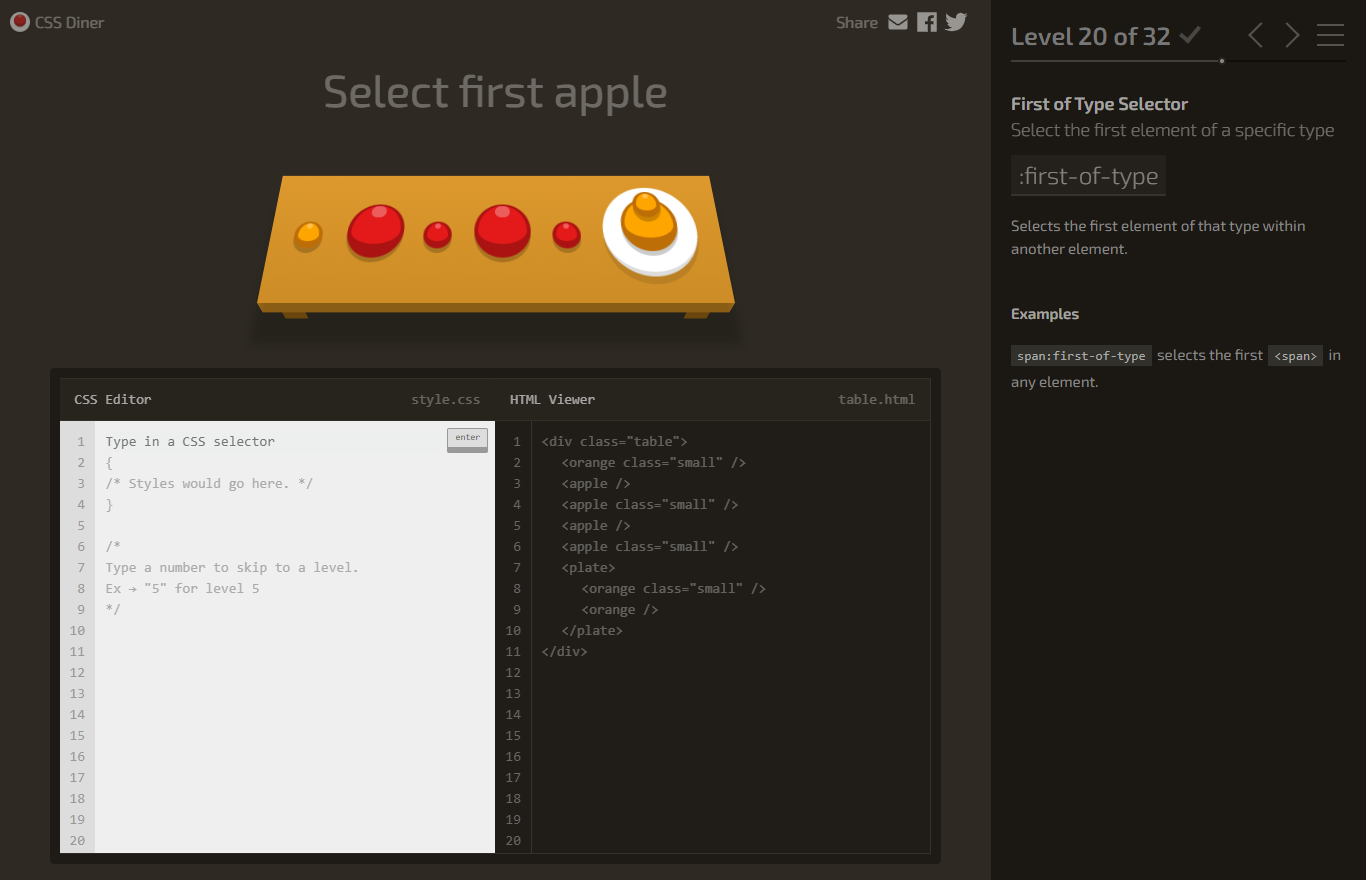 CSS Diner
Share
Select first apple
CSS Editor style.css
1 Type in a CSS selector enter
2 {
3 /* Styles would go here. */
4 }
5
6 /*
7 Type a number to skip to a level.
8 Ex → "5" for level 5
9 */
10
11
12
13
14
15
16
17
18
19
20
HTML Viewer table.html
1 <div class="table">
2 <orange class="small" />
3 <apple />
4 <apple class="small" />
5 <apple />
6 <apple class="small" />
7 <plate>
8 <orange class="small" />
9 <orange />
10 </plate>
11 </div>
12
13
14
15
16
17
18
19
20
Level 20 of 32
First of Type Selector
Select the first element of a specific type
:first-of-type
Selects the first element of that type within
another element.
Examples
span:first-of-type selects the first <span> in
any element.